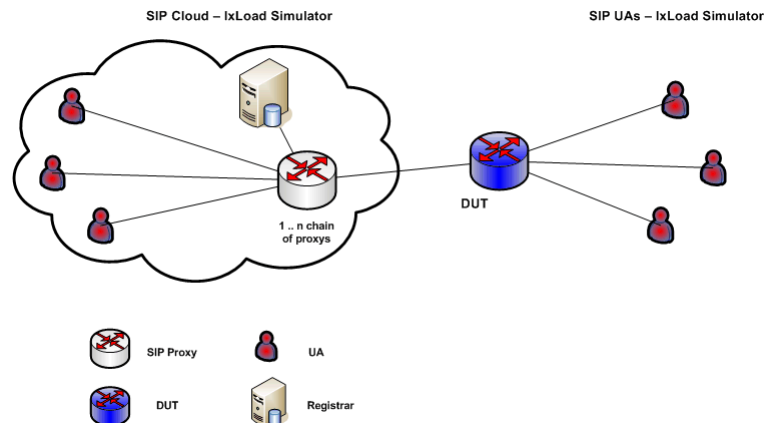 SIP Cloud – IxLoad Simulator
SIP UAs – IxLoad Simulator
DUT
1 .. n chain
of proxys
SIP Proxy
UA
DUT
Registrar